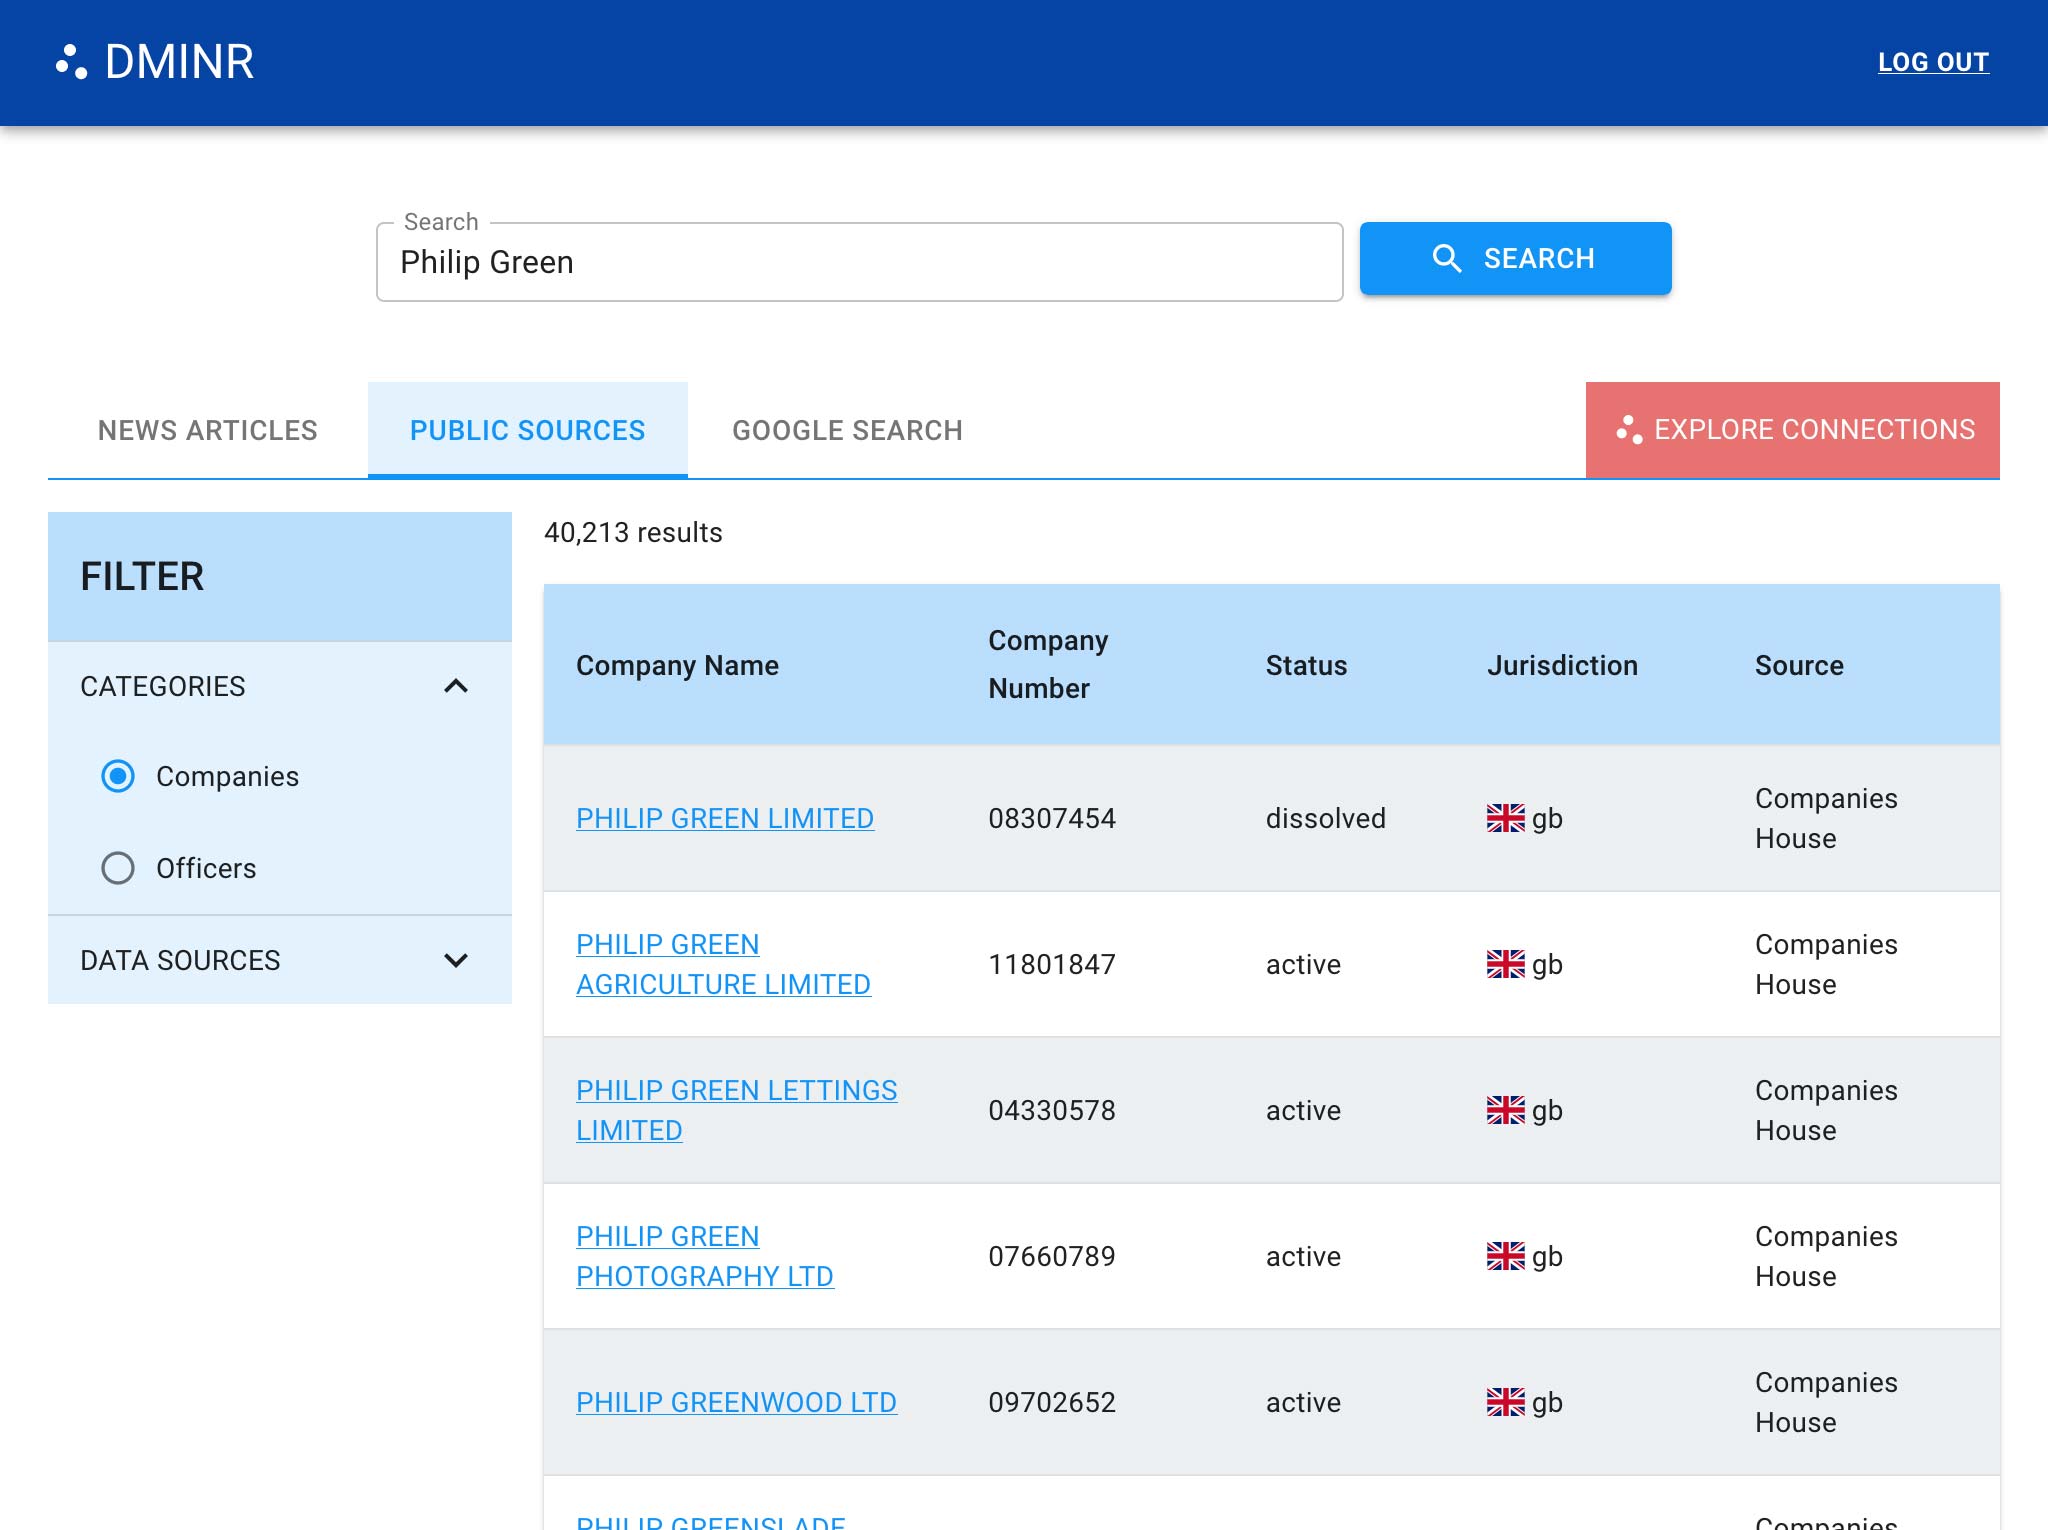 DMINR
LOG OUT
Search
Philip Green
SEARCH
NEWS ARTICLES
PUBLIC SOURCES
GOOGLE SEARCH
EXPLORE CONNECTIONS
FILTER
CATEGORIES
Companies
Officers
DATA SOURCES
40,213 results
Company Name
Company
Number
Status
Jurisdiction
Source
PHILIP GREEN LIMITED
08307454
dissolved
gb
Companies
House
PHILIP GREEN
AGRICULTURE LIMITED
11801847
active
gb
Companies
House
PHILIP GREEN LETTINGS
LIMITED
04330578
active
gb
Companies
House
PHILIP GREEN
PHOTOGRAPHY LTD
07660789
active
gb
Companies
House
PHILIP GREENWOOD LTD
09702652
active
gb
Companies
House
PHILIP GREENSLADE
Companies